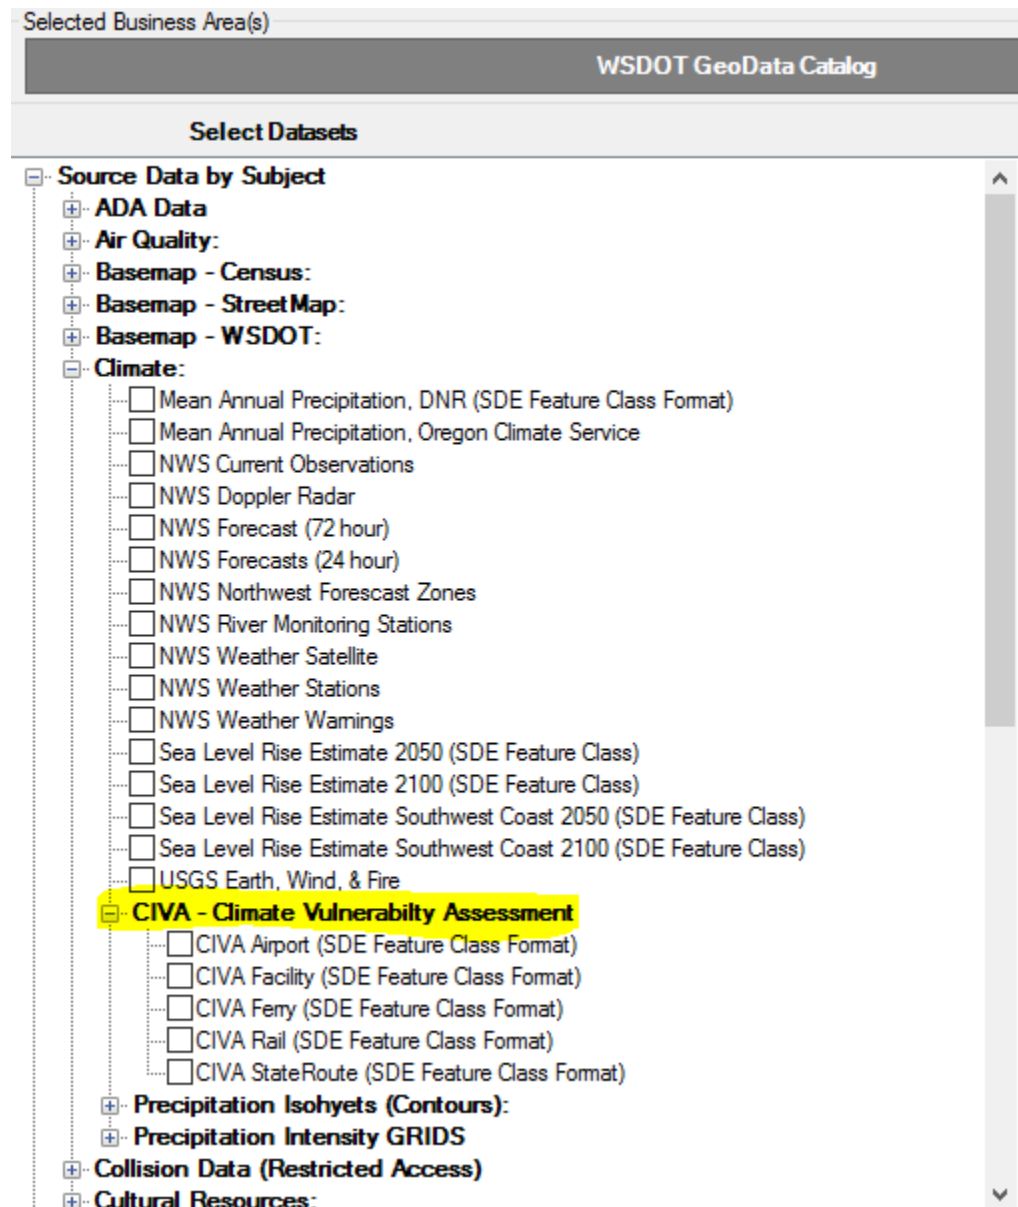 Selected Business Area(s)
WSDOT GeoData Catalog
Select Datasets
Source Data by Subject
ADA Data
Air Quality:
Basemap - Census:
Basemap - StreetMap:
Basemap - WSDOT:
Climate:
Mean Annual Precipitation, DNR (SDE Feature Class Format)
Mean Annual Precipitation, Oregon Climate Service
NWS Current Observations
NWS Doppler Radar
NWS Forecast (72 hour)
NWS Forecasts (24 hour)
NWS Northwest Forescast Zones
NWS River Monitoring Stations
NWS Weather Satellite
NWS Weather Stations
NWS Weather Warnings
Sea Level Rise Estimate 2050 (SDE Feature Class)
Sea Level Rise Estimate 2100 (SDE Feature Class)
Sea Level Rise Estimate Southwest Coast 2050 (SDE Feature Class)
Sea Level Rise Estimate Southwest Coast 2100 (SDE Feature Class)
USGS Earth, Wind, & Fire
CIVA - Climate Vulnerabilty Assessment
CIVA Airport (SDE Feature Class Format)
CIVA Facility (SDE Feature Class Format)
CIVA Ferry (SDE Feature Class Format)
CIVA Rail (SDE Feature Class Format)
CIVA StateRoute (SDE Feature Class Format)
Precipitation Isohyets (Contours):
Precipitation Intensity GRIDS
Collision Data (Restricted Access)
Cultural Resources: